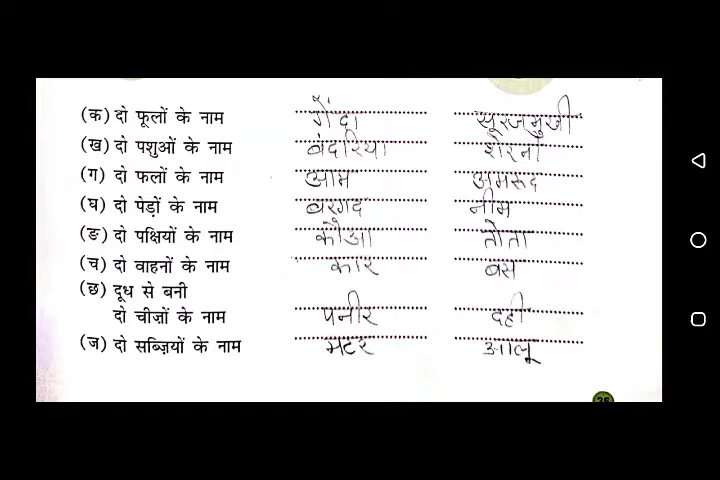 (क) दो फूलों के नाम गेंदा सूरजमुखी
(ख) दो पशुओं के नाम बंदरिया शेरनी
(ग) दो फलों के नाम आम अमरूद
(घ) दो पेड़ों के नाम बरगद नीम
(ङ) दो पक्षियों के नाम कौआ तोता
(च) दो वाहनों के नाम कार बस
(छ) दूध से बनी
दो चीज़ों के नाम पनीर दही
(ज) दो सब्ज़ियों के नाम मटर आलू